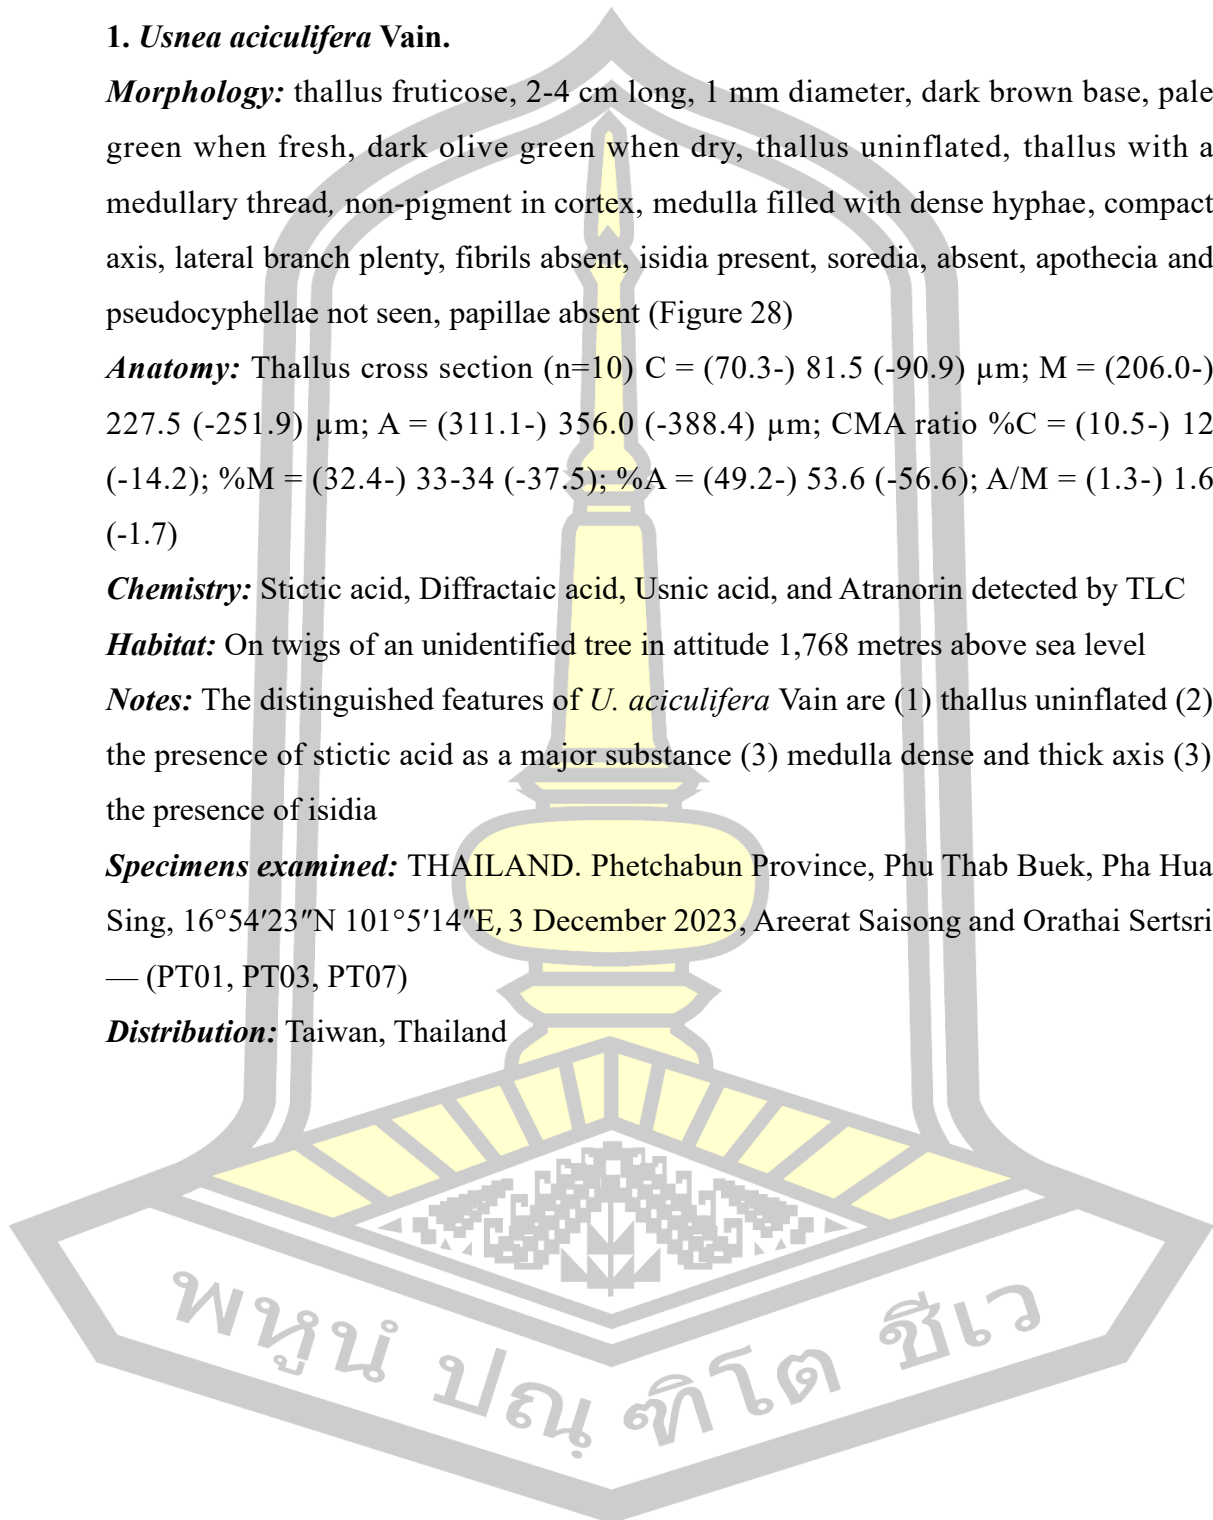 1. Usnea aciculifera Vain.
Morphology: thallus fruticose, 2-4 cm long, 1 mm diameter, dark brown base, pale
green when fresh, dark olive green when dry, thallus uninflated, thallus with a
medullary thread, non-pigment in cortex, medulla filled with dense hyphae, compact
axis, lateral branch plenty, fibrils absent, isidia present, soredia, absent, apothecia and
pseudocyphellae not seen, papillae absent (Figure 28)
Anatomy: Thallus cross section (n=10) C = (70.3-) 81.5 (-90.9) µm; M = (206.0-)
227.5 (-251.9) µm; A = (311.1-) 356.0 (-388.4) µm; CMA ratio %C = (10.5-) 12
(-14.2); %M = (32.4-) 33-34 (-37.5); %A = (49.2-) 53.6 (-56.6); A/M = (1.3-) 1.6
(-1.7)
Chemistry: Stictic acid, Diffractaic acid, Usnic acid, and Atranorin detected by TLC
Habitat: On twigs of an unidentified tree in attitude 1,768 metres above sea level
Notes: The distinguished features of U. aciculifera Vain are (1) thallus uninflated (2)
the presence of stictic acid as a major substance (3) medulla dense and thick axis (3)
the presence of isidia
Specimens examined: THAILAND. Phetchabun Province, Phu Thab Buek, Pha Hua
Sing, 16°54′23″N 101°5′14″E, 3 December 2023, Areerat Saisong and Orathai Sertsri
— (PT01, PT03, PT07)
Distribution: Taiwan, Thailand
พหูนํ ปณฺฑิโต ชีเว